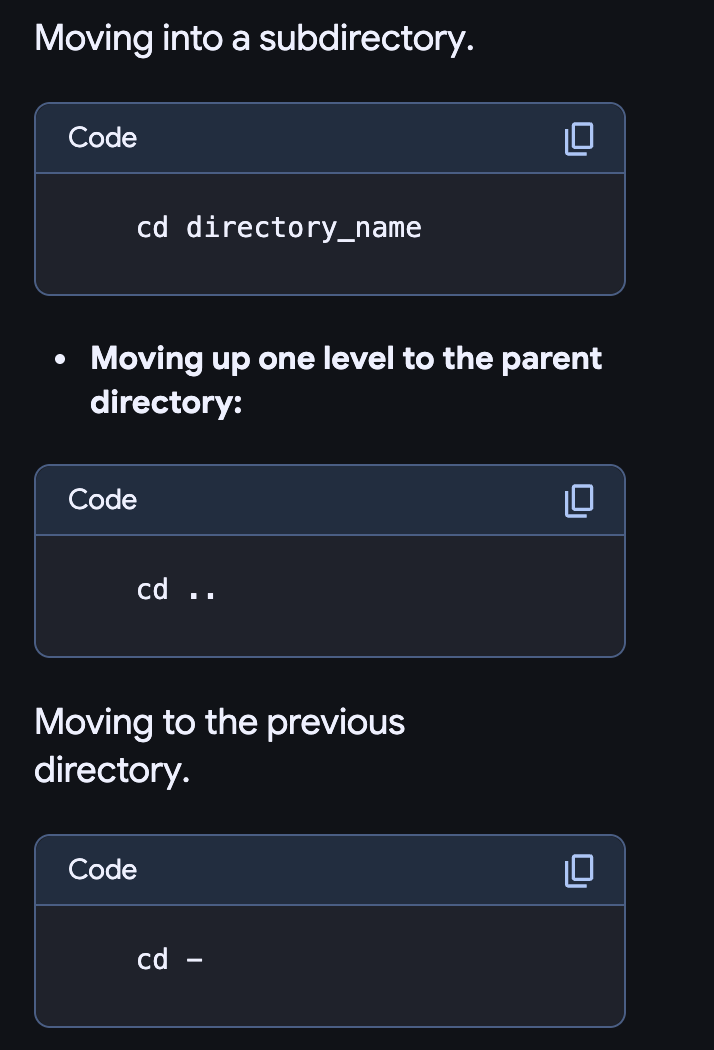 Moving into a subdirectory.
Code
cd directory_name
• Moving up one level to the parent
directory:
Code
cd ..
Moving to the previous
directory.
Code
cd -